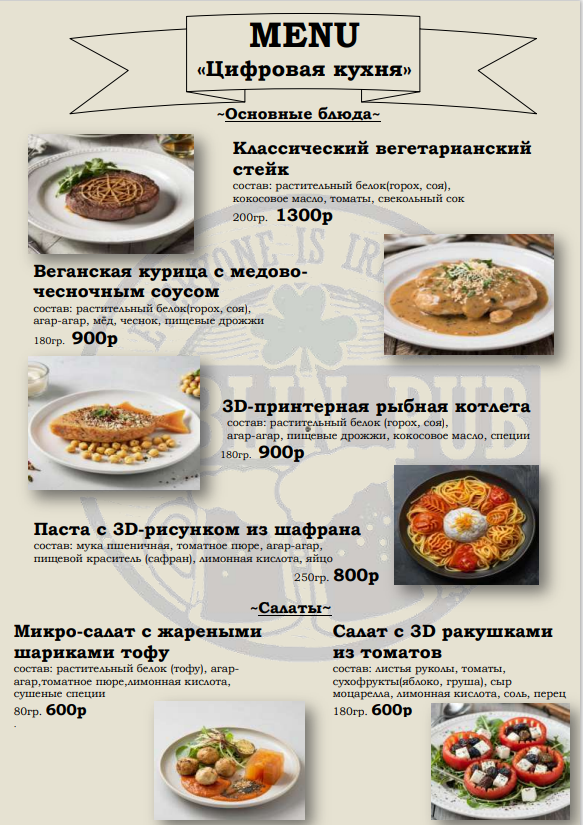 MENU
«Цифровая кухня»
~Основные блюда~
Классический вегетарианский
стейк
состав: растительный белок(горох, соя),
кокосовое масло, томаты, свекольный сок
200гр. 1300р
Веганская курица с медово-
чесночным соусом
состав: растительный белок(горох, соя),
агар-агар, мёд, чеснок, пищевые дрожжи
180гр. 900р
3D-принтерная рыбная котлета
состав: растительный белок (горох, соя),
агар-агар, пищевые дрожжи, кокосовое масло, специи
180гр. 900р
Паста с 3D-рисунком из шафрана
состав: мука пшеничная, томатное пюре, агар-агар,
пищевой краситель (сафран), лимонная кислота, яйцо
250гр. 800р
~Салаты~
Микро-салат с жареными
шариками тофу
состав: растительный белок (тофу), агар-
агар,томатное пюре,лимонная кислота,
сушеные специи
80гр. 600р
.
Салат с 3D ракушками
из томатов
состав: листья руколы, томаты,
сухофрукты(яблоко, груша), сыр
моцарелла, лимонная кислота, соль, перец
180гр. 600р
IS
PUB